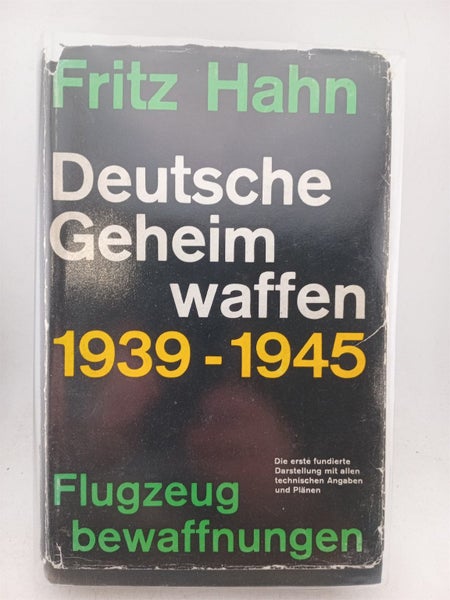 Fritz Hahn
Deutsche
Geheim
waffen
1939-1945
Die erste fundierte
Darstellung mit allen
technischen Angaben
und Plänen
Flugzeug
bewaffnungen